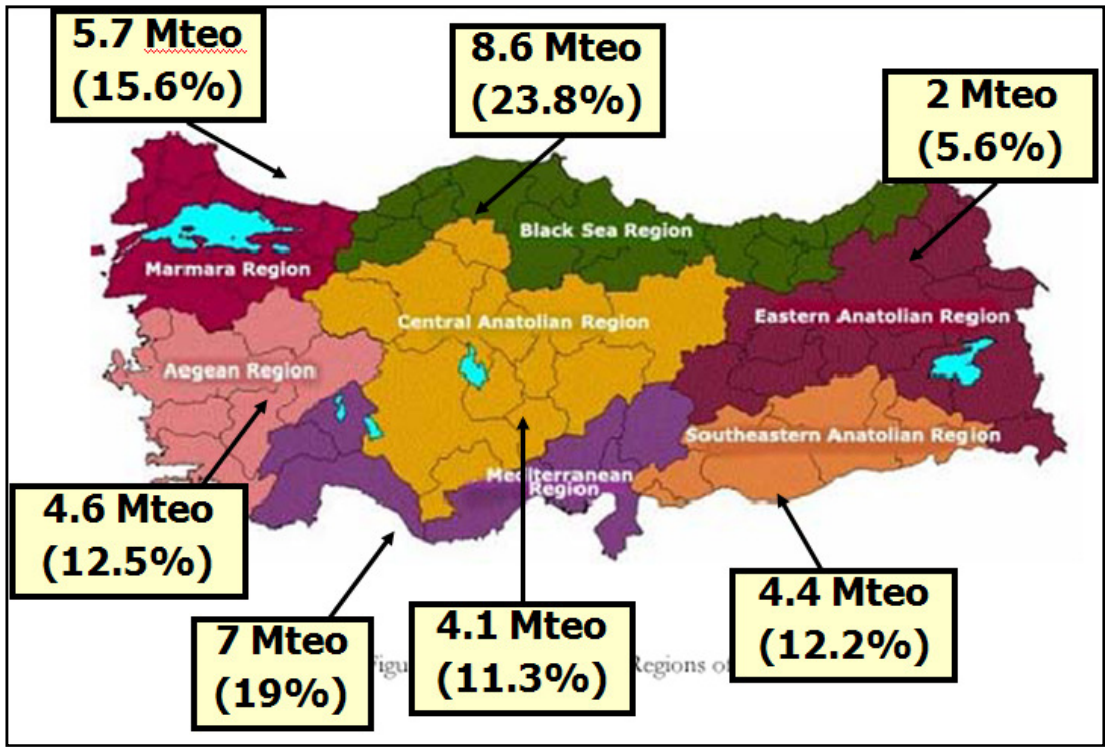 5.7 Mteo
(15.6%)
8.6 Mteo
(23.8%)
2 Mteo
(5.6%)
Black Sea Region
Marmara Region
Central Anatolian Region
Eastern Anatolian Region
Aegean Region
Southeastern Anatolian Region
Mediterranean
Region
4.6 Mteo
(12.5%)
7 Mteo
(19%)
4.1 Mteo
(11.3%)
4.4 Mteo
(12.2%)
Regions of